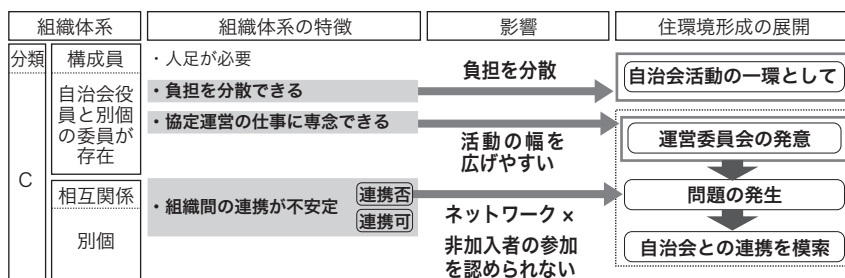 組織体系
組織体系の特徴
影響
住環境形成の展開
分類
構成員
C
自治会役
員と別個
の委員が
存在
相互関係
別個
・人足が必要
・負担を分散できる
・協定運営の仕事に専念できる
・組織間の連携が不安定
連携否
連携可
負担を分散
活動の幅を
広げやすい
ネットワーク ×
非加入者の参加
を認められない
自治会活動の一環として
運営委員会の発意
問題の発生
自治会との連携を模索